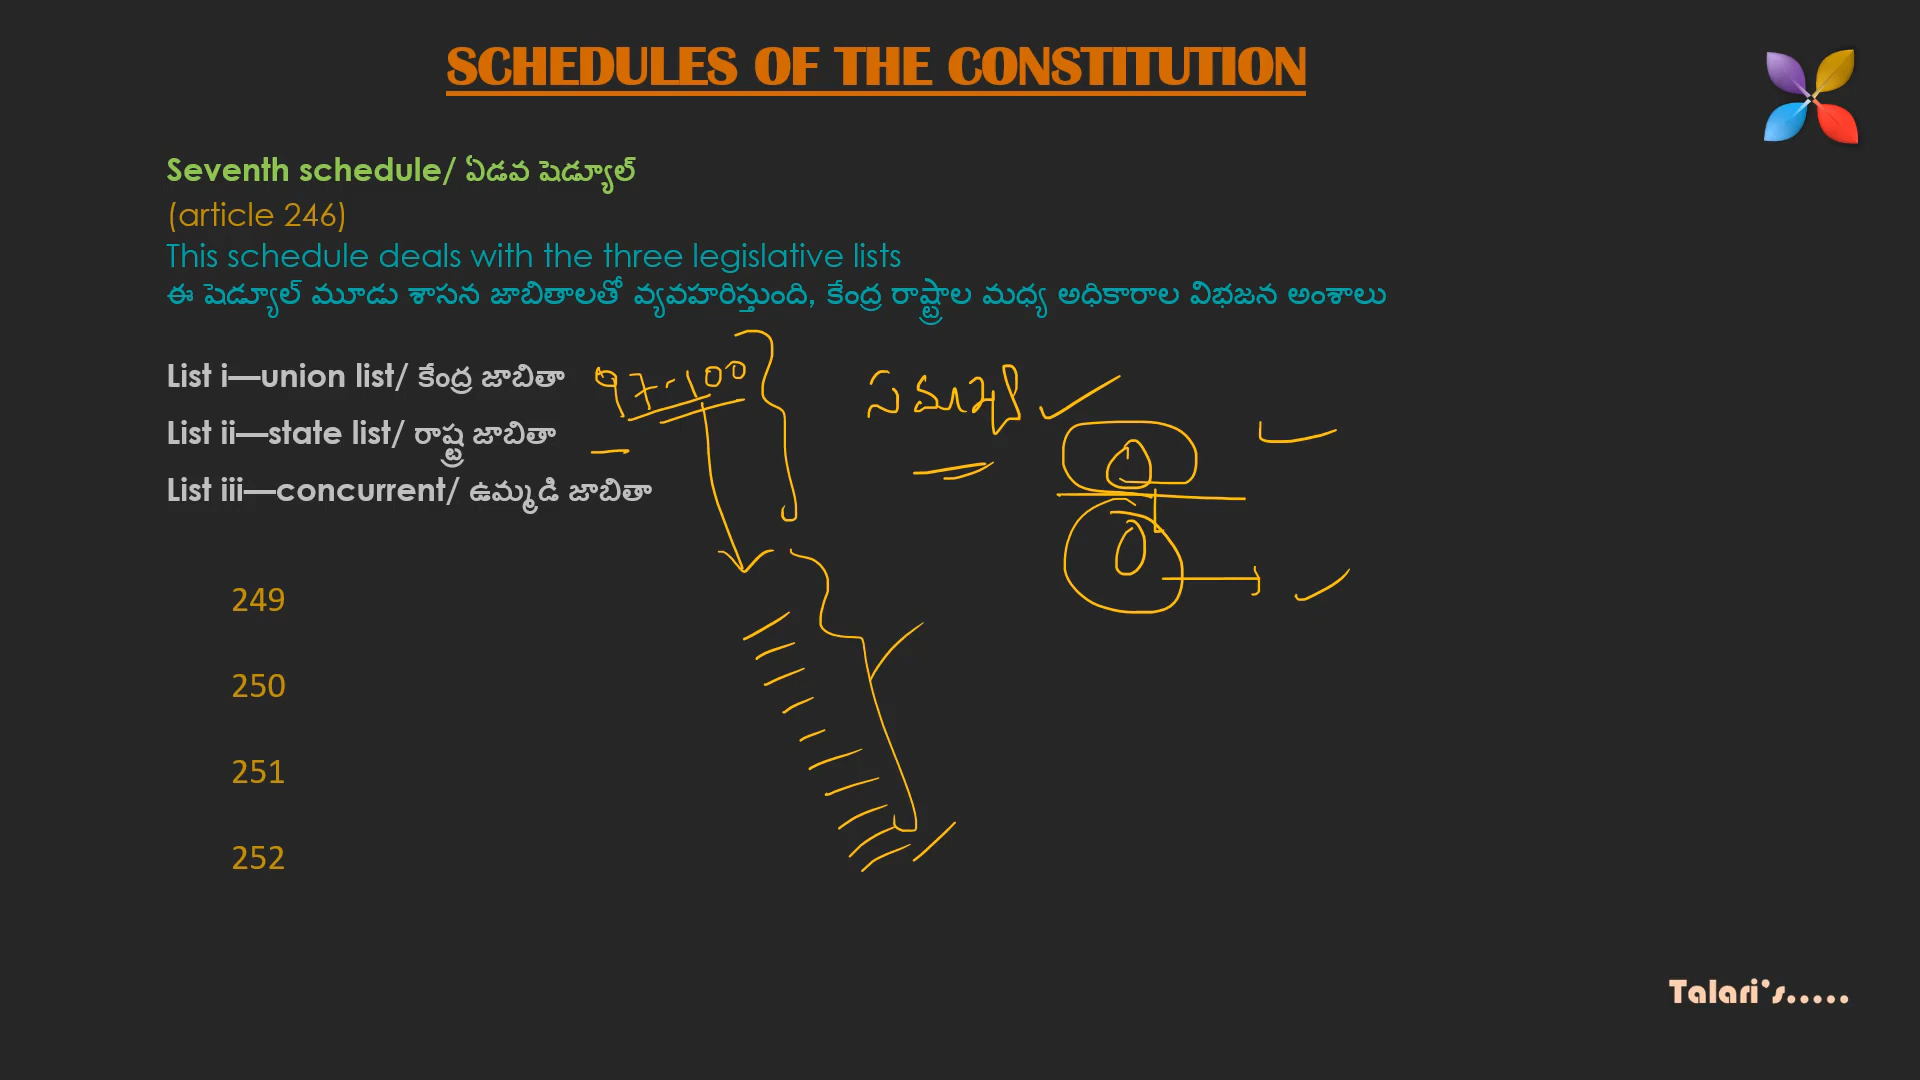 SCHEDULES OF THE CONSTITUTION
Seventh schedule/ ఏడవ షెడ్యూల్
(article 246)
This schedule deals with the three legislative lists
ఈ షెడ్యూల్ మూడు శాసన జాబితాలతో వ్యవహరిస్తుంది, కేంద్ర రాష్ట్రాల మధ్య అధికారాల విభజన అంశాలు
List i—union list/ కేంద్ర జాబితా 97-100
List ii—state list/ రాష్ట్ర జాబితా
List iii—concurrent/ ఉమ్మడి జాబితా
249
250
251
252
Talari's.....